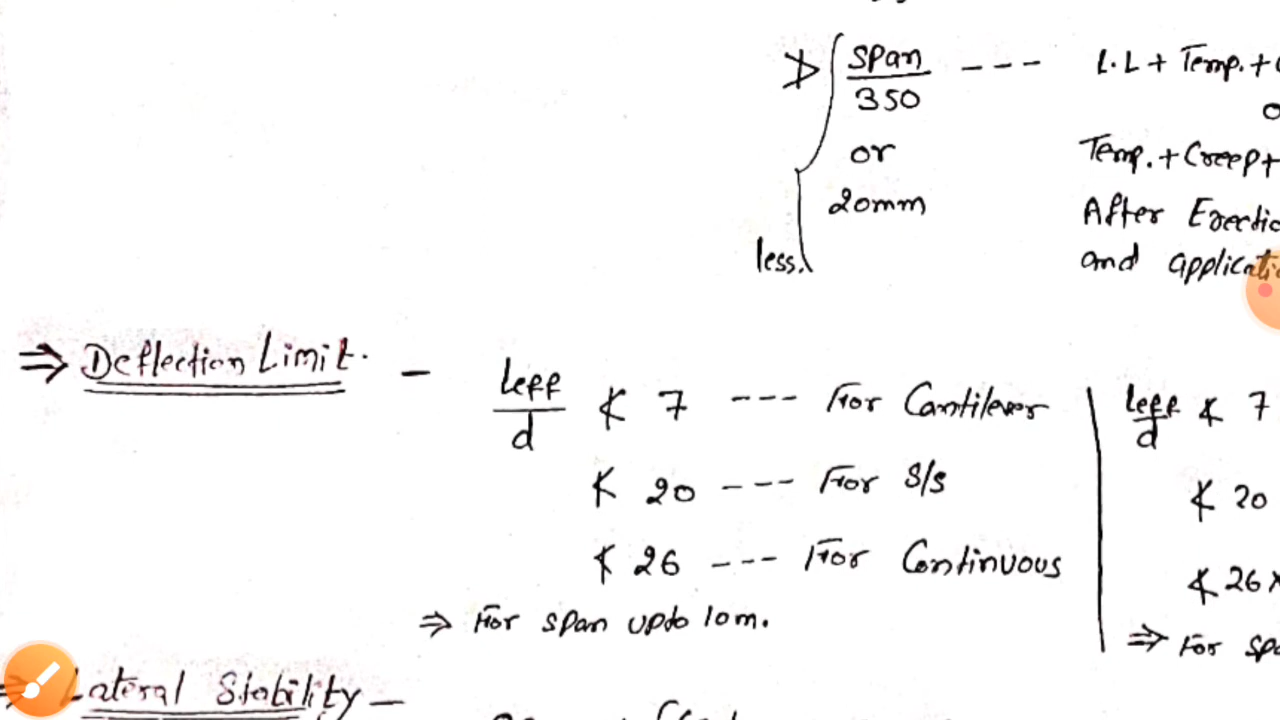 ≯ { span/350 --- L.L + Temp. +
or
Temp. + Creep +
20mm After Erectio
less. and applicati
⇒ Deflection Limit. - leff/d ≮ 7 --- For Cantilever
≮ 20 --- For S/s
≮ 26 --- For Continuous
⇒ For span upto 10m.
leff/d ≮ 7
≮ 20
≮ 26 x
⇒ For spa
⇒ Lateral Stability -